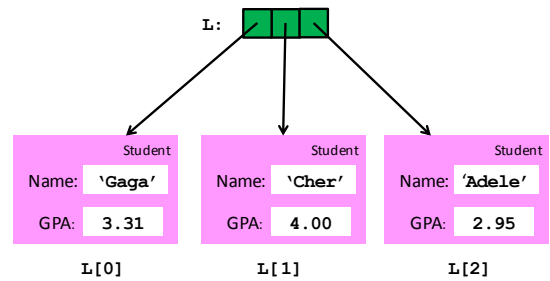 L:
Student Student Student
Name: ‘Gaga’ Name: ‘Cher’ Name: ‘Adele’
GPA: 3.31 GPA: 4.00 GPA: 2.95
L[0] L[1] L[2]